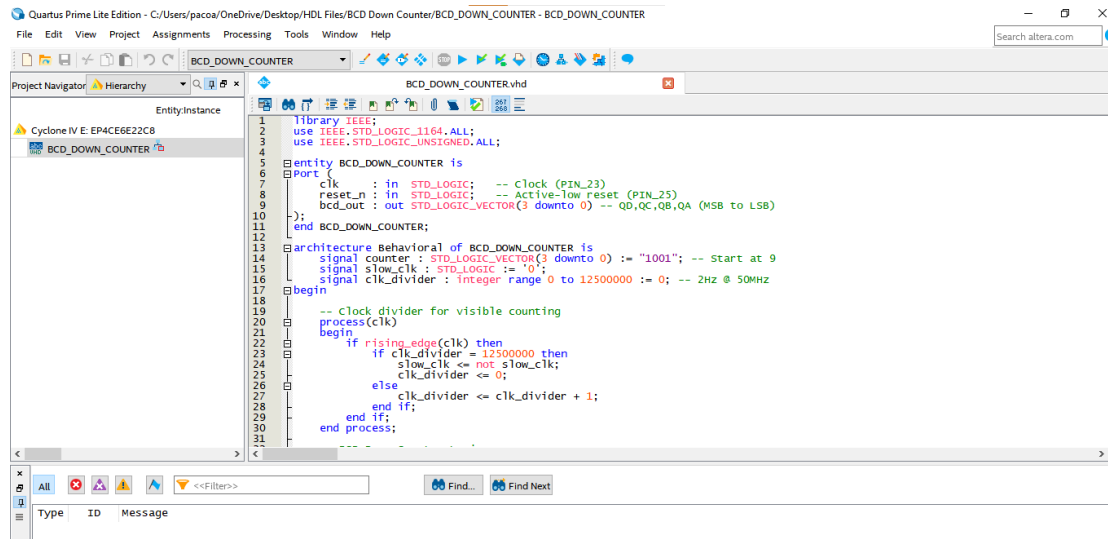 Quartus Prime Lite Edition - C:/Users/pacoa/OneDrive/Desktop/HDL Files/BCD Down Counter/BCD_DOWN_COUNTER - BCD_DOWN_COUNTER
File Edit View Project Assignments Processing Tools Window Help
Search altera.com
BCD_DOWN_COUNTER
Project Navigator Hierarchy
BCD_DOWN_COUNTER.vhd
Entity:Instance
Cyclone IV E: EP4CE6E22C8
BCD_DOWN_COUNTER
267
268
1 library IEEE;
2 use IEEE.STD_LOGIC_1164.ALL;
3 use IEEE.STD_LOGIC_UNSIGNED.ALL;
4
5 entity BCD_DOWN_COUNTER is
6 Port (
7 clk : in STD_LOGIC; -- Clock (PIN_23)
8 reset_n : in STD_LOGIC; -- Active-low reset (PIN_25)
9 bcd_out : out STD_LOGIC_VECTOR(3 downto 0) -- QD,QC,QB,QA (MSB to LSB)
10 );
11 end BCD_DOWN_COUNTER;
12
13 architecture Behavioral of BCD_DOWN_COUNTER is
14 signal counter : STD_LOGIC_VECTOR(3 downto 0) := "1001"; -- Start at 9
15 signal slow_clk : STD_LOGIC := '0';
16 signal clk_divider : integer range 0 to 12500000 := 0; -- 2Hz @ 50MHz
17 begin
18
19 -- Clock divider for visible counting
20 process(clk)
21 begin
22 if rising_edge(clk) then
23 if clk_divider = 12500000 then
24 slow_clk <= not slow_clk;
25 clk_divider <= 0;
26 else
27 clk_divider <= clk_divider + 1;
28 end if;
29 end if;
30 end process;
31
All <<Filter>> Find... Find Next
Type ID Message